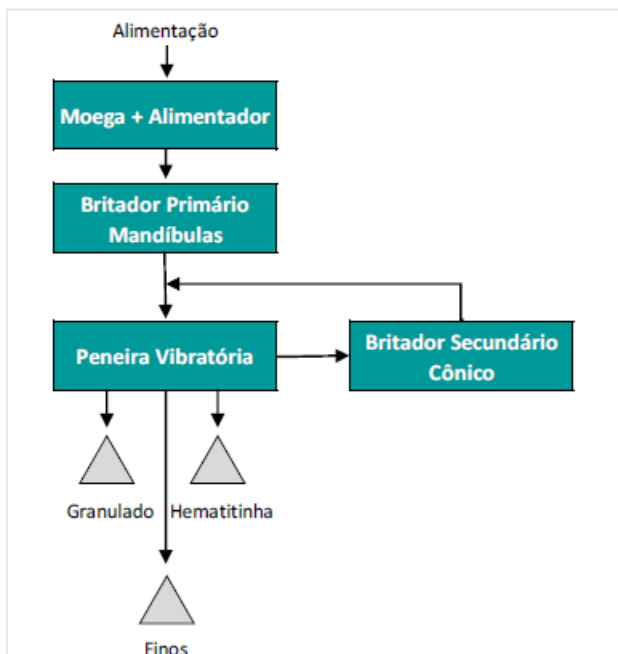 Alimentação
Moega + Alimentador
Britador Primário
Mandíbulas
Peneira Vibratória
Britador Secundário
Cônico
Granulado
Hematitinha
Finos